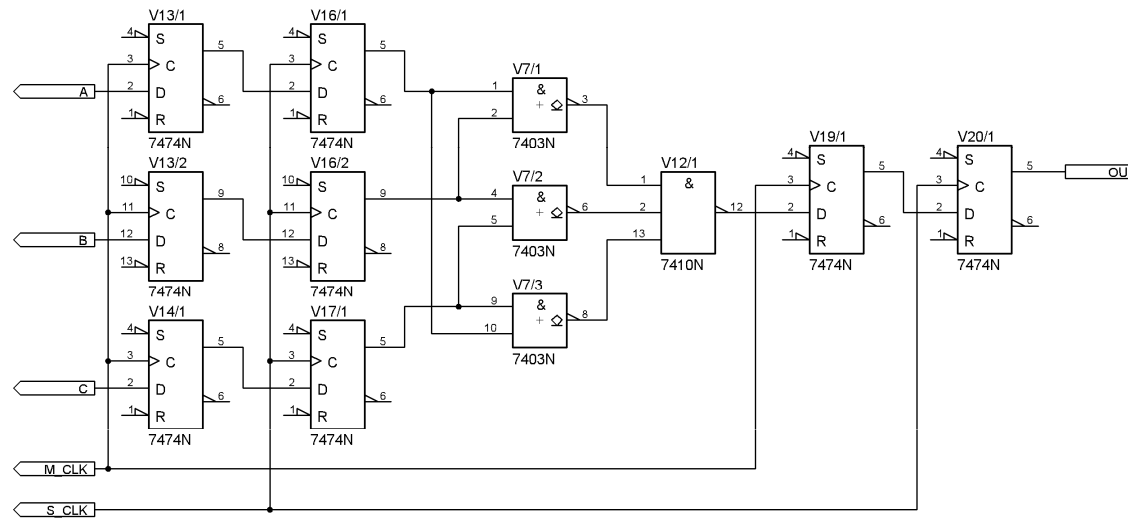 V13/1
4 S
3 C 5
A 2 D
6
1 R
7474N
V16/1
4 S
3 C 5
2 D
6
1 R
7474N
V7/1
1 & 3
2 +
7403N
V13/2
10 S
11 C 9
B 12 D
8
13 R
7474N
V16/2
10 S
11 C 9
12 D
8
13 R
7474N
V7/2
4 & 6
5 +
7403N
V12/1
1 &
2 12
13
7410N
V19/1
4 S
3 C 5
2 D
6
1 R
7474N
V20/1
4 S
3 C 5
2 D
6
1 R
7474N
OU
V7/3
9 & 8
10 +
7403N
V14/1
4 S
3 C 5
C 2 D
6
1 R
7474N
V17/1
4 S
3 C 5
2 D
6
1 R
7474N
M_CLK
S_CLK